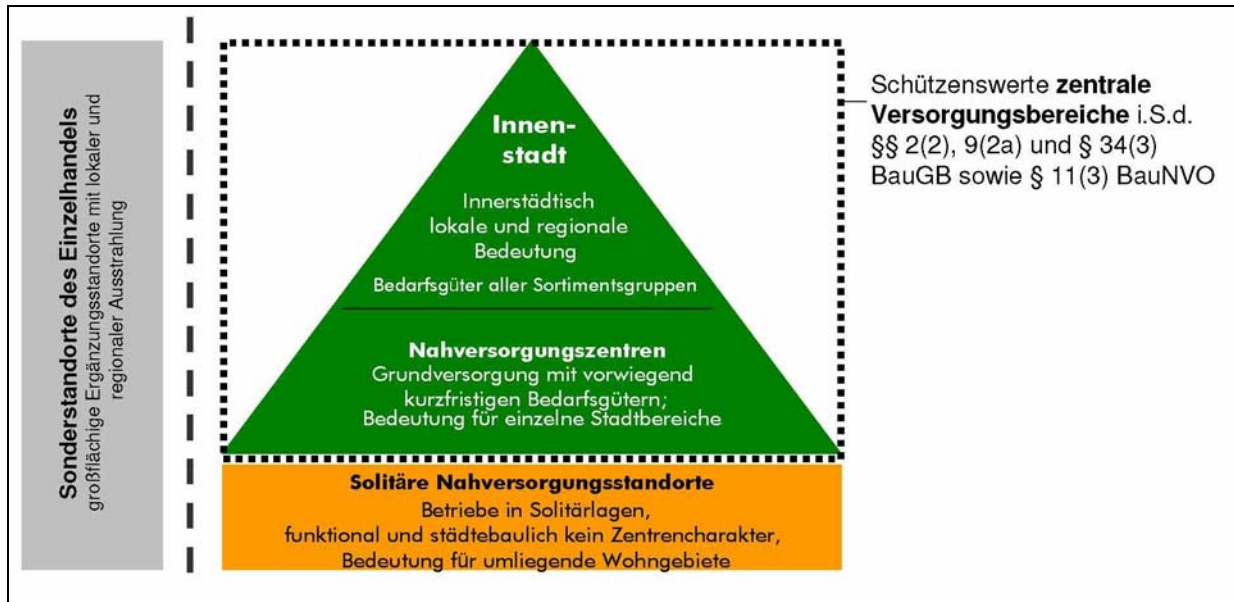 Sonderstandorte des Einzelhandels
großflächige Ergänzungsstandorte mit lokaler und
regionaler Ausstrahlung
Innen-
stadt
Innerstädtisch
lokale und regionale
Bedeutung
Bedarfsgüter aller Sortimentsgruppen
Nahversorgungszentren
Grundversorgung mit vorwiegend
kurzfristigen Bedarfsgütern;
Bedeutung für einzelne Stadtbereiche
Solitäre Nahversorgungsstandorte
Betriebe in Solitärlagen,
funktional und städtebaulich kein Zentrencharakter,
Bedeutung für umliegende Wohngebiete
Schützenswerte zentrale
Versorgungsbereiche i.S.d.
§§ 2(2), 9(2a) und § 34(3)
BauGB sowie § 11(3) BauNVO